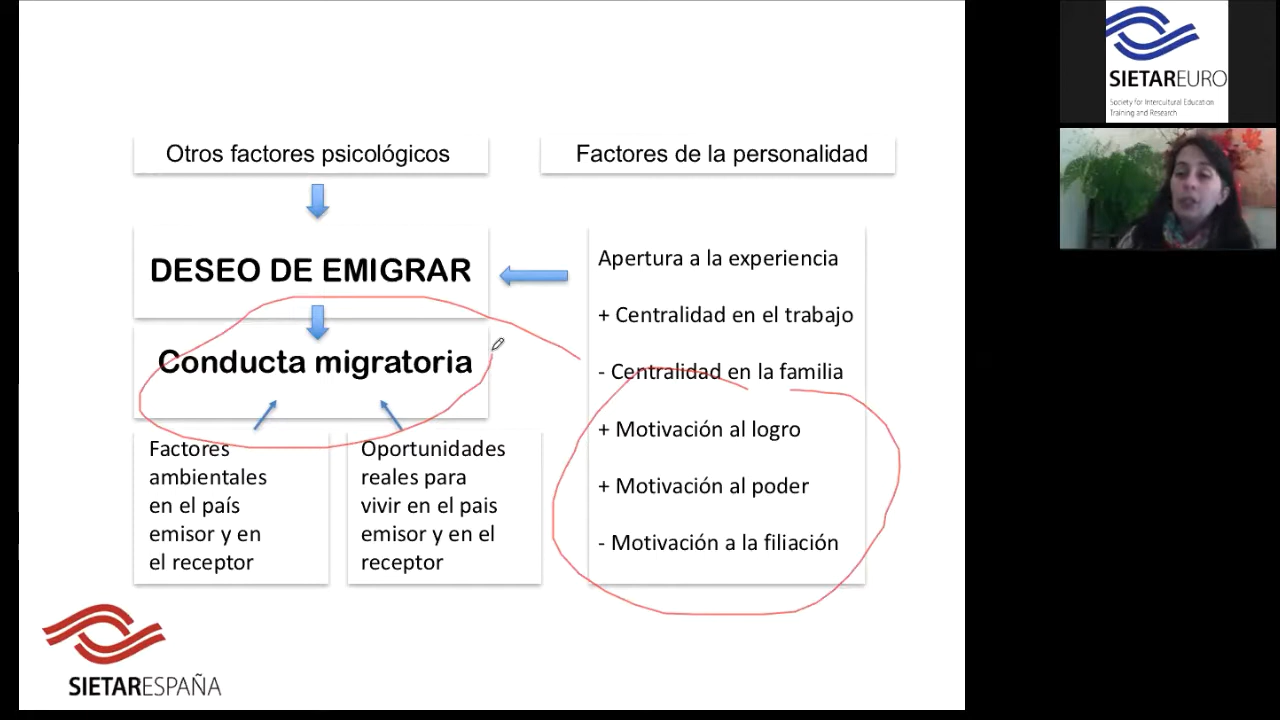 Otros factores psicológicos
Factores de la personalidad
DESEO DE EMIGRAR
Conducta migratoria
Factores
ambientales
en el país
emisor y en
el receptor
Oportunidades
reales para
vivir en el pais
emisor y en el
receptor
Apertura a la experiencia
+ Centralidad en el trabajo
- Centralidad en la familia
+ Motivación al logro
+ Motivación al poder
- Motivación a la filiación
SIETARESPAÑA
SIETAREURO
Society for Intercultural Education
Training and Research